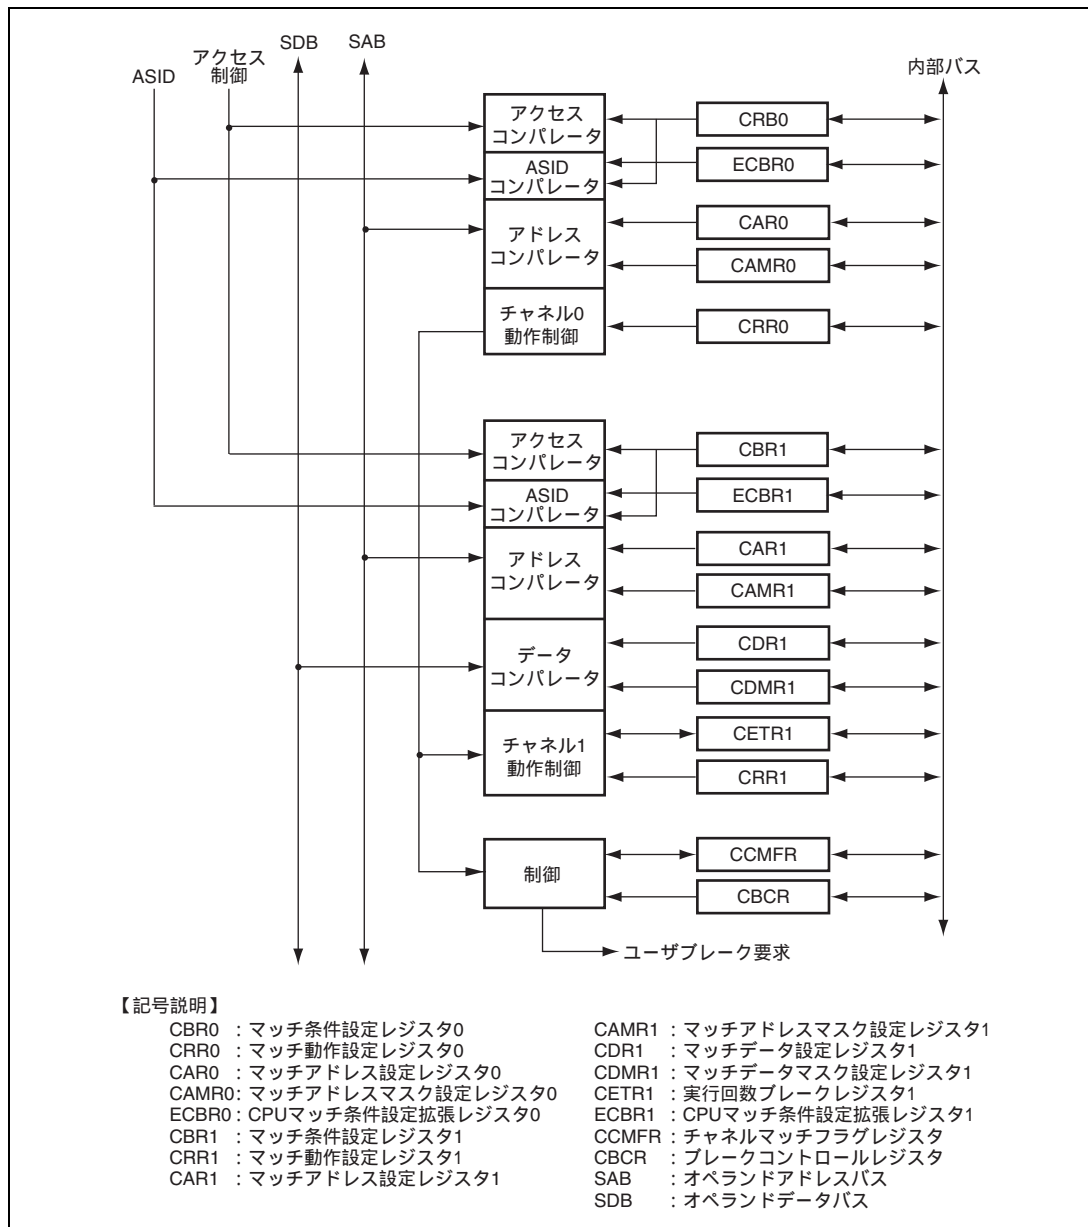 SDB
SAB
アクセス
制御
ASID
内部バス
アクセス
コンパレータ
CRB0
ASID
コンパレータ
ECBR0
アドレス
コンパレータ
CAR0
CAMR0
チャネル0
動作制御
CRR0
アクセス
コンパレータ
CBR1
ASID
コンパレータ
ECBR1
アドレス
コンパレータ
CAR1
CAMR1
データ
コンパレータ
CDR1
CDMR1
チャネル1
動作制御
CETR1
CRR1
制御
CCMFR
CBCR
ユーザブレーク要求
【記号説明】
CBR0 : マッチ条件設定レジスタ0
CRR0 : マッチ動作設定レジスタ0
CAR0 : マッチアドレス設定レジスタ0
CAMR0: マッチアドレスマスク設定レジスタ0
ECBR0: CPUマッチ条件設定拡張レジスタ0
CBR1 : マッチ条件設定レジスタ1
CRR1 : マッチ動作設定レジスタ1
CAR1 : マッチアドレス設定レジスタ1
CAMR1 : マッチアドレスマスク設定レジスタ1
CDR1 : マッチデータ設定レジスタ1
CDMR1 : マッチデータマスク設定レジスタ1
CETR1 : 実行回数ブレークレジスタ1
ECBR1 : CPUマッチ条件設定拡張レジスタ1
CCMFR : チャネルマッチフラグレジスタ
CBCR : ブレークコントロールレジスタ
SAB : オペランドアドレスバス
SDB : オペランドデータバス